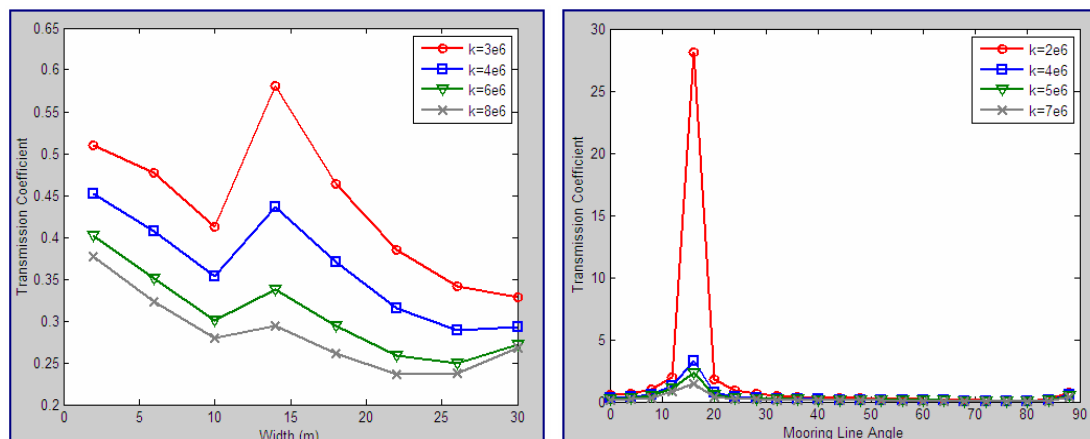 0.65
0.6
0.55
0.5
0.45
0.4
0.35
0.3
0.25
0.2
Transmission Coefficient
0 5 10 15 20 25 30
Width (m)
k=3e6
k=4e6
k=6e6
k=8e6
30
25
20
15
10
5
0
Transmission Coefficient
0 10 20 30 40 50 60 70 80 90
Mooring Line Angle
k=2e6
k=4e6
k=5e6
k=7e6